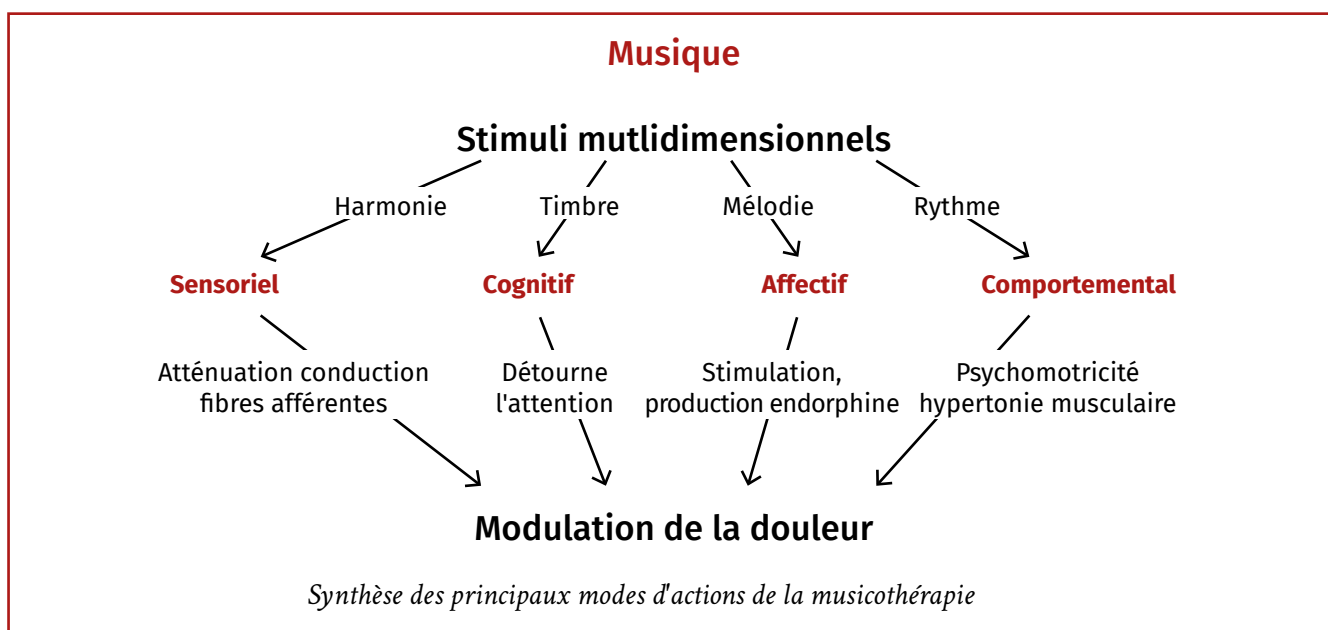 Musique
Stimuli mutlidimensionnels
Harmonie
Timbre
Mélodie
Rythme
Sensoriel
Cognitif
Affectif
Comportemental
Atténuation conduction
fibres afférentes
Détourne
l'attention
Stimulation,
production endorphine
Psychomotricité
hypertonie musculaire
Modulation de la douleur
Synthèse des principaux modes d'actions de la musicothérapie